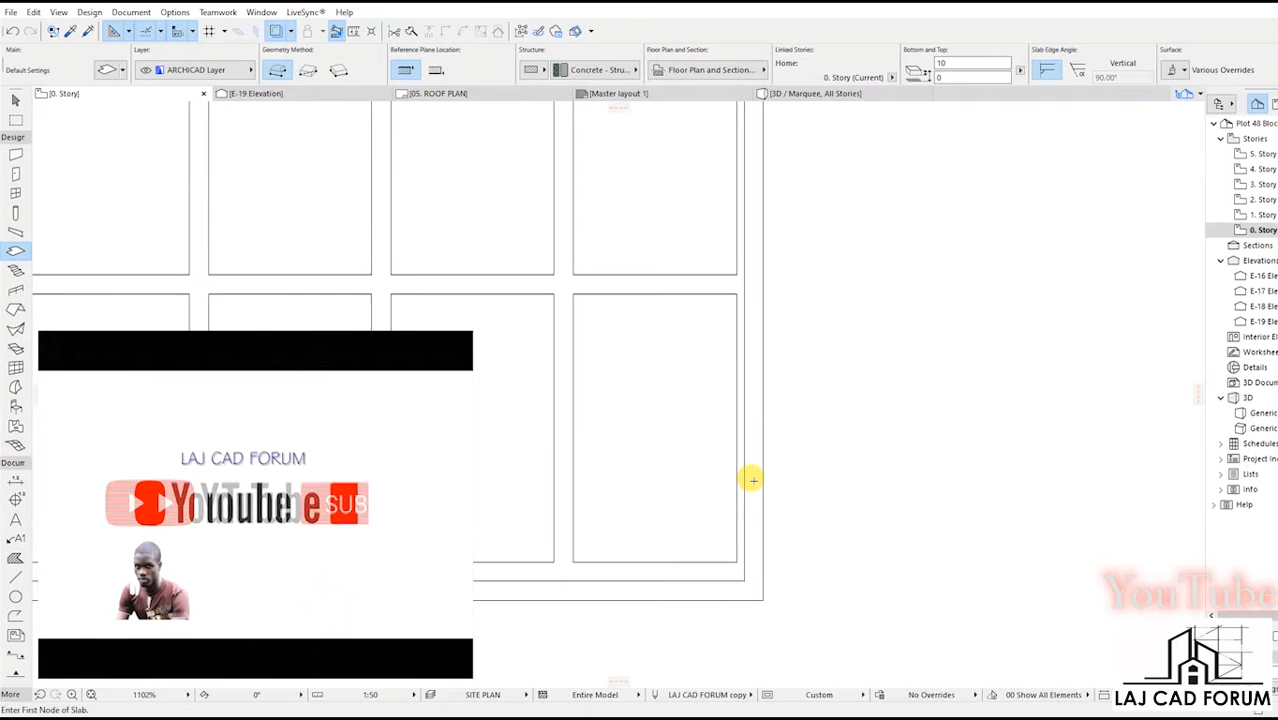 File Edit View Design Document Options Teamwork Window LiveSync® Help
Main: Layer: Geometry Method: Reference Plane Location: Structure: Floor Plan and Section: Linked Stories: Bottom and Top: Slab Edge Angle: Surface:
Default Settings ARCHICAD Layer Concrete - Stru... Floor Plan and Section... Home: 0. Story (Current) 10 0 Vertical 90.00° Various Overrides
[0. Story] [E-19 Elevation] [05. ROOF PLAN] [Master layout 1] [3D / Marquee, All Stories]
Design
Docum
More
Plot 48 Bloc
Stories
5. Story
4. Story
3. Story
2. Story
1. Story
0. Story
Sections
Elevations
E-16 Ele
E-17 Ele
E-18 Ele
E-19 Ele
Interior El
Worksheet
Details
3D Docum
3D
Generic
Generic
Schedules
Project Inc
Lists
Info
Help
LAJ CAD FORUM
Youtube SUB
YouTube
LAJ CAD FORUM
1102% 0° 1:50 SITE PLAN Entire Model LAJ CAD FORUM copy Custom No Overrides 00 Show All Elements
Enter First Node of Slab.